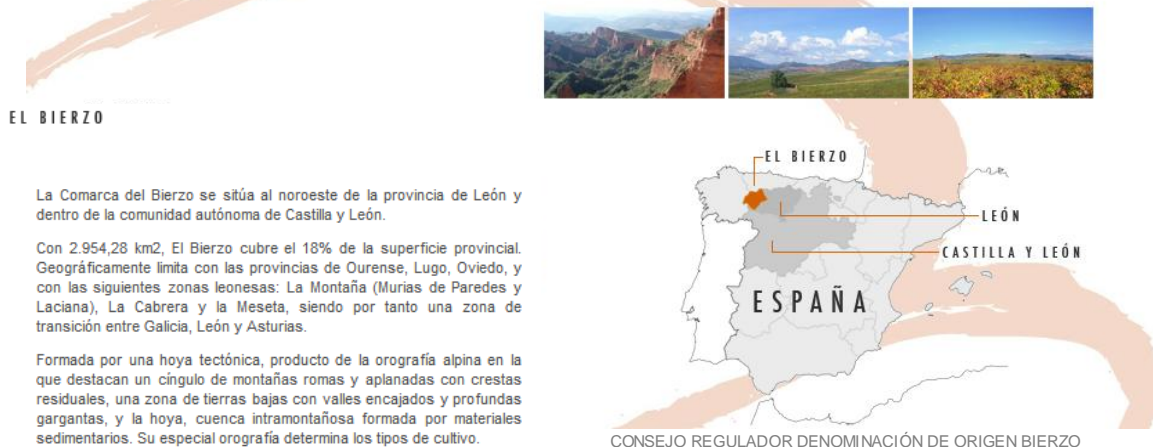 EL BIERZO
La Comarca del Bierzo se sitúa al noroeste de la provincia de León y
dentro de la comunidad autónoma de Castilla y León.
Con 2.954,28 km2, El Bierzo cubre el 18% de la superficie provincial.
Geográficamente limita con las provincias de Ourense, Lugo, Oviedo, y
con las siguientes zonas leonesas: La Montaña (Murias de Paredes y
Laciana), La Cabrera y la Meseta, siendo por tanto una zona de
transición entre Galicia, León y Asturias.
Formada por una hoya tectónica, producto de la orografía alpina en la
que destacan un cíngulo de montañas romas y aplanadas con crestas
residuales, una zona de tierras bajas con valles encajados y profundas
gargantas, y la hoya, cuenca intramontañosa formada por materiales
sedimentarios. Su especial orografía determina los tipos de cultivo.
EL BIERZO
LEÓN
CASTILLA Y LEÓN
ESPAÑA
CONSEJO REGULADOR DENOMINACIÓN DE ORIGEN BIERZO